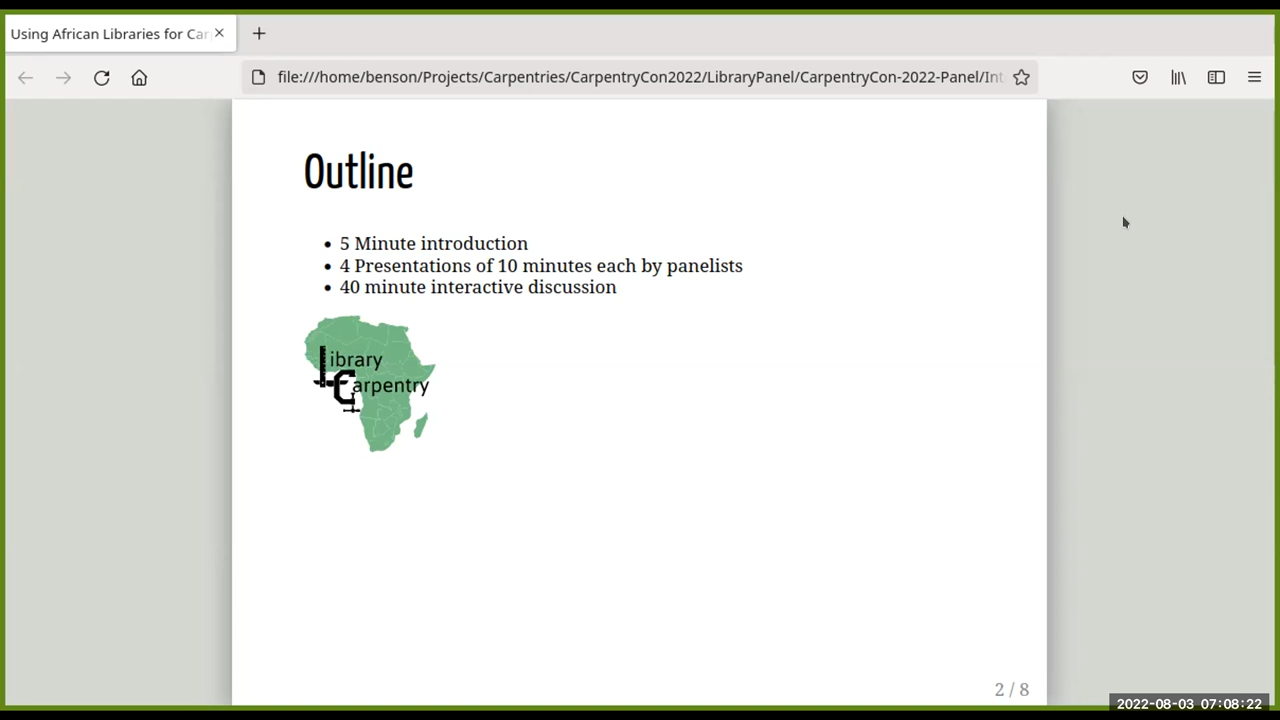 Using African Libraries for Car
file:///home/benson/Projects/Carpentries/CarpentryCon2022/LibraryPanel/CarpentryCon-2022-Panel/Int
Outline
• 5 Minute introduction
• 4 Presentations of 10 minutes each by panelists
• 40 minute interactive discussion
Library
Carpentry
2 / 8
2022-08-03 07:08:22